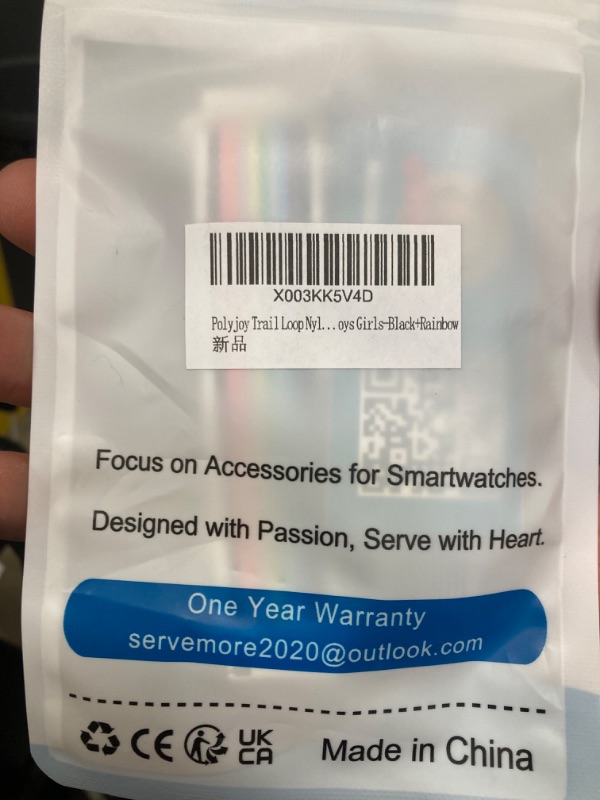 X003KK5V4D
Polyjoy Trail Loop Nyl...oys Girls-Black+Rainbow
新品
Focus on Accessories for Smartwatches.
Designed with Passion, Serve with Heart.
One Year Warranty
servemore2020@outlook.com
CE
UK
CA
Made in China